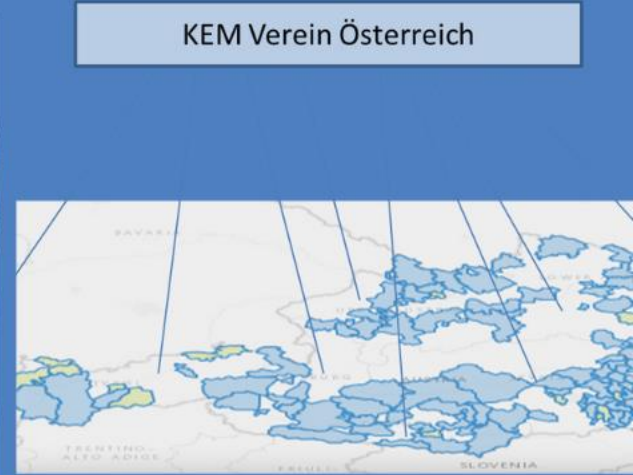 KEM Verein Österreich
BAVARIA
TRENTINO-
ALTO ADIGE
FRIULI
SLOVENIA